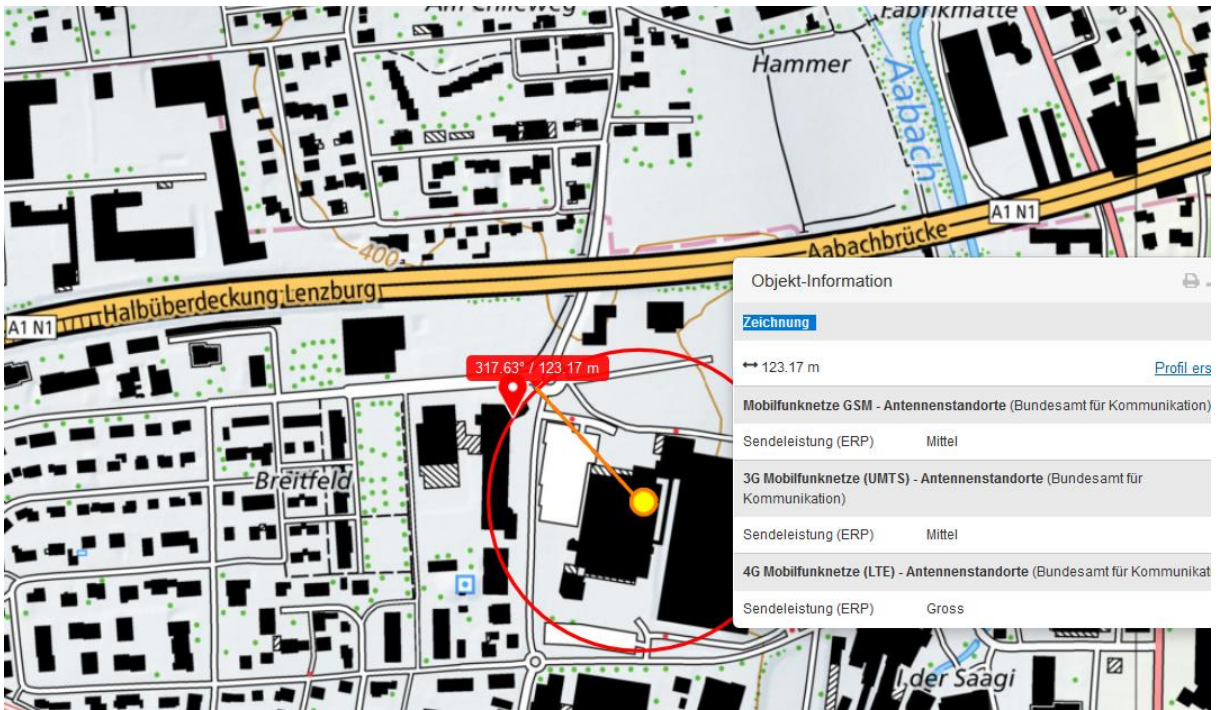 Am Chilleweg
Fabrikmatte
Hammer
Aabach
A1 N1
Aabachbrücke
400
Halbüberdeckung Lenzburg
A1 N1
317.63° / 123.17 m
Breitfeld
I der Saagi
Objekt-Information
Zeichnung
↔ 123.17 m
Profil ers
Mobilfunknetze GSM - Antennenstandorte (Bundesamt für Kommunikation)
Sendeleistung (ERP) Mittel
3G Mobilfunknetze (UMTS) - Antennenstandorte (Bundesamt für
Kommunikation)
Sendeleistung (ERP) Mittel
4G Mobilfunknetze (LTE) - Antennenstandorte (Bundesamt für Kommunikat
Sendeleistung (ERP) Gross